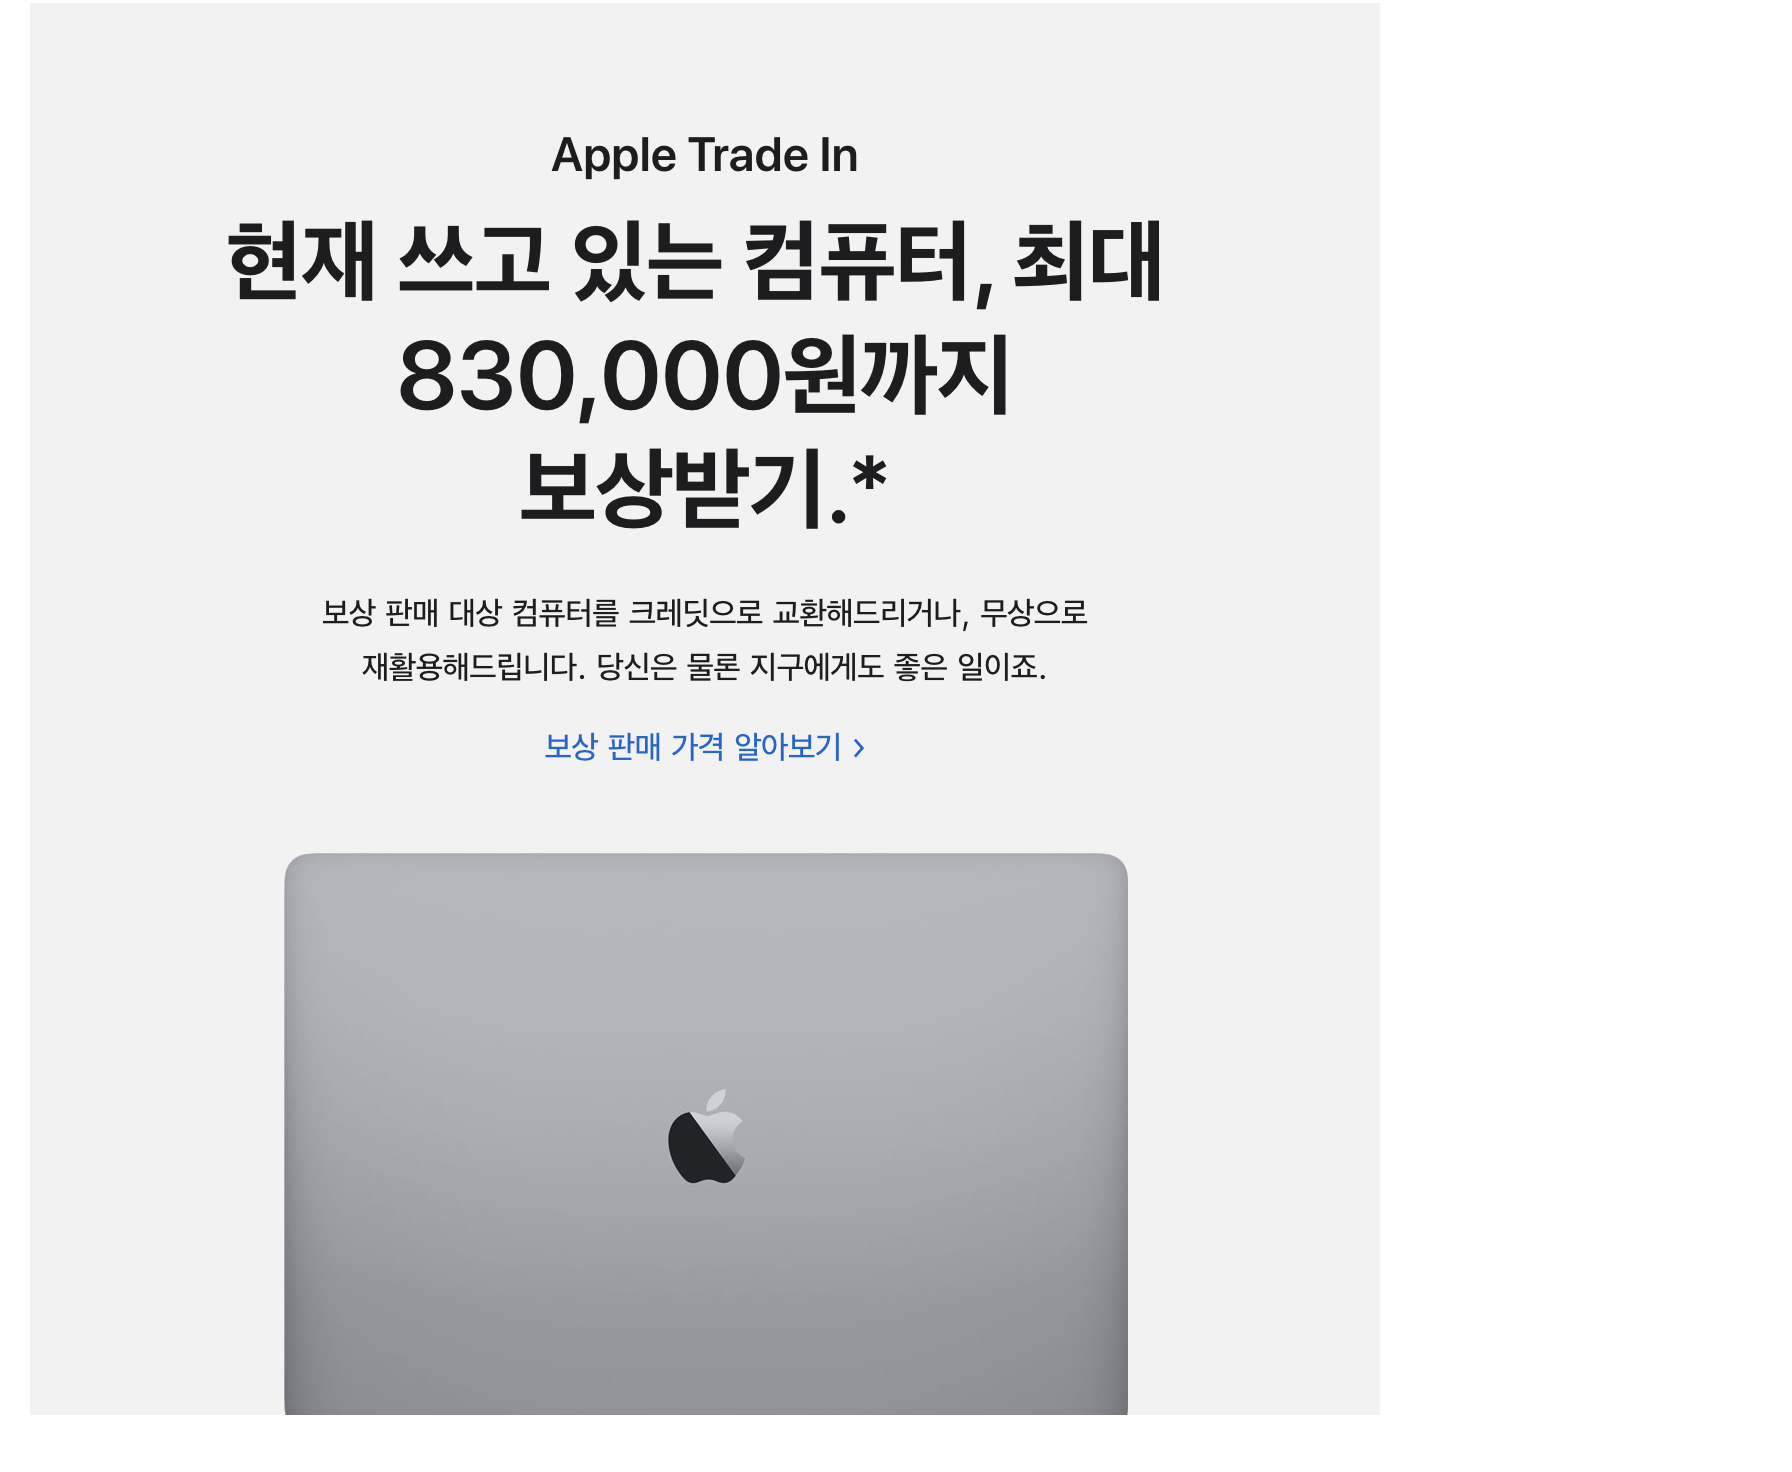 Apple Trade In
현재 쓰고 있는 컴퓨터, 최대
830,000원까지
보상받기.*
보상 판매 대상 컴퓨터를 크레딧으로 교환해드리거나, 무상으로
재활용해드립니다. 당신은 물론 지구에게도 좋은 일이죠.
보상 판매 가격 알아보기 >